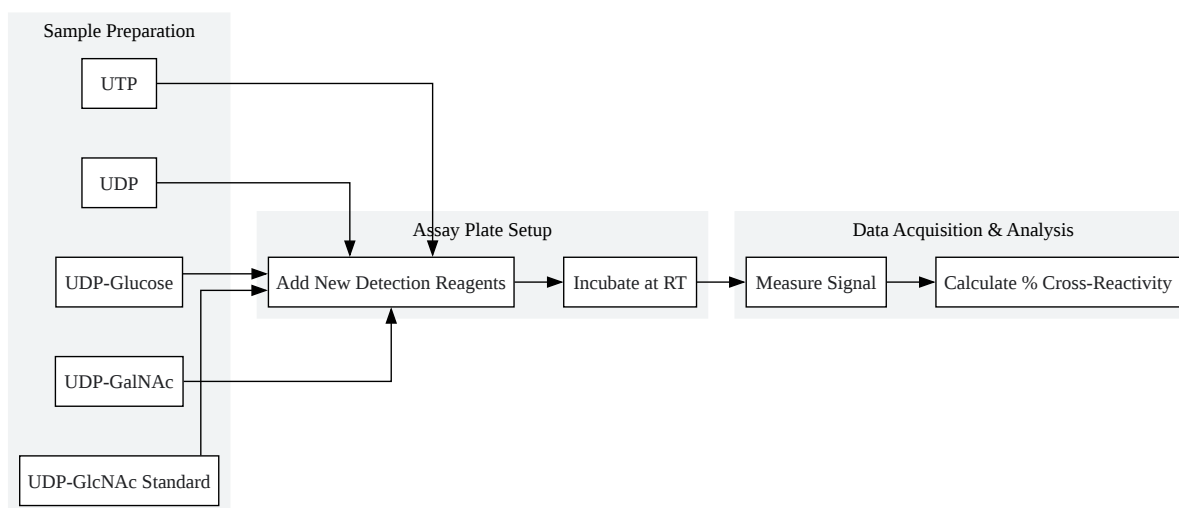 Sample Preparation
UTP
UDP
UDP-Glucose
UDP-GalNAc
UDP-GlcNAc Standard
Assay Plate Setup
Add New Detection Reagents
Incubate at RT
Data Acquisition & Analysis
Measure Signal
Calculate % Cross-Reactivity